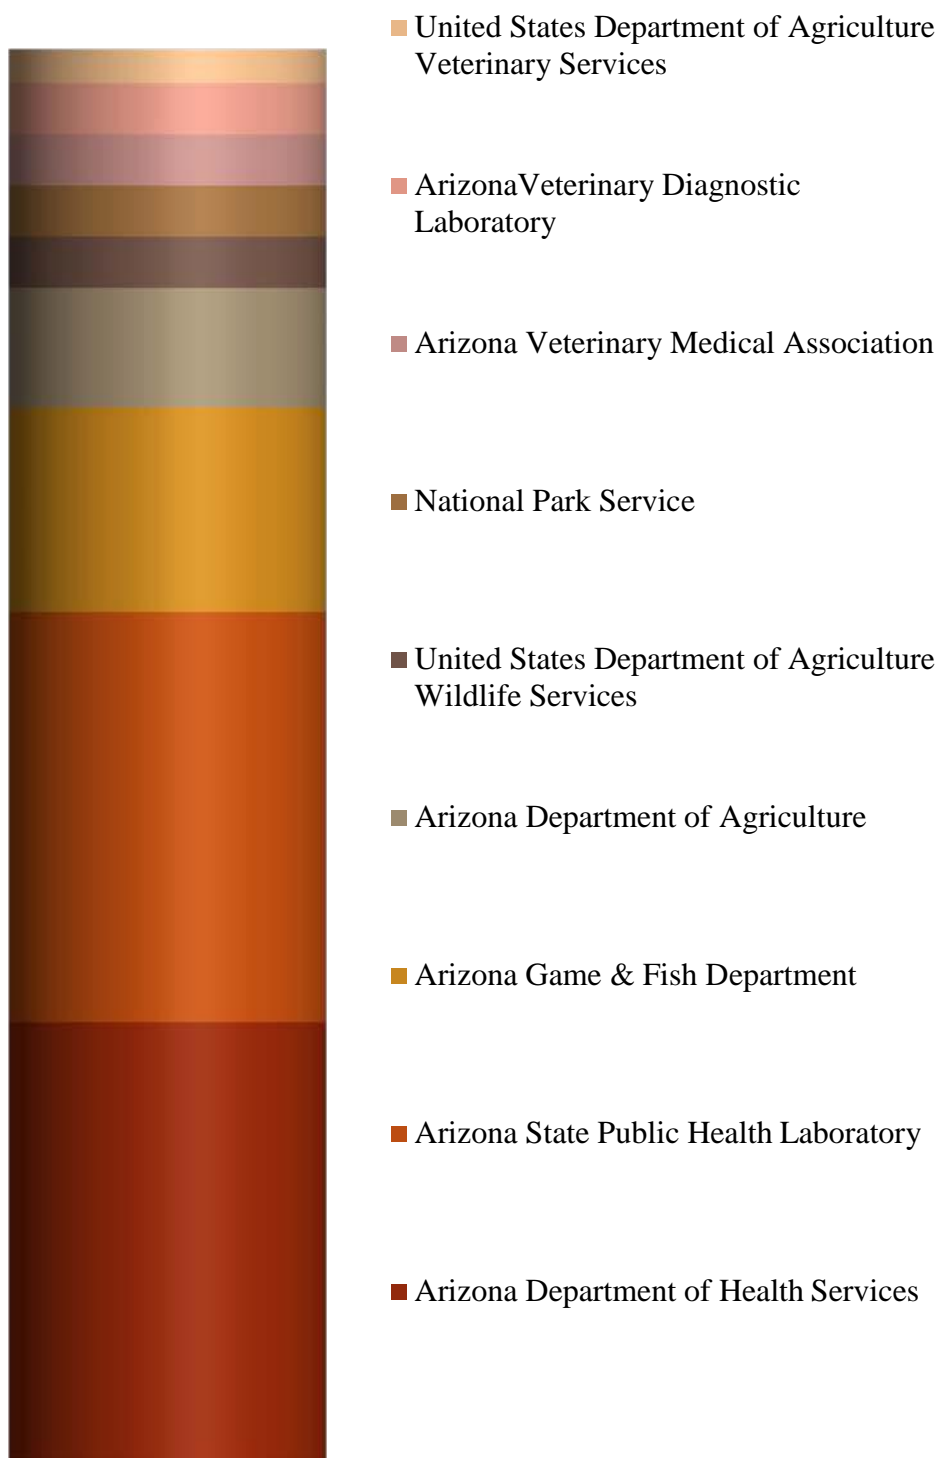 United States Department of Agriculture
Veterinary Services
ArizonaVeterinary Diagnostic
Laboratory
Arizona Veterinary Medical Association
National Park Service
United States Department of Agriculture
Wildlife Services
Arizona Department of Agriculture
Arizona Game & Fish Department
Arizona State Public Health Laboratory
Arizona Department of Health Services